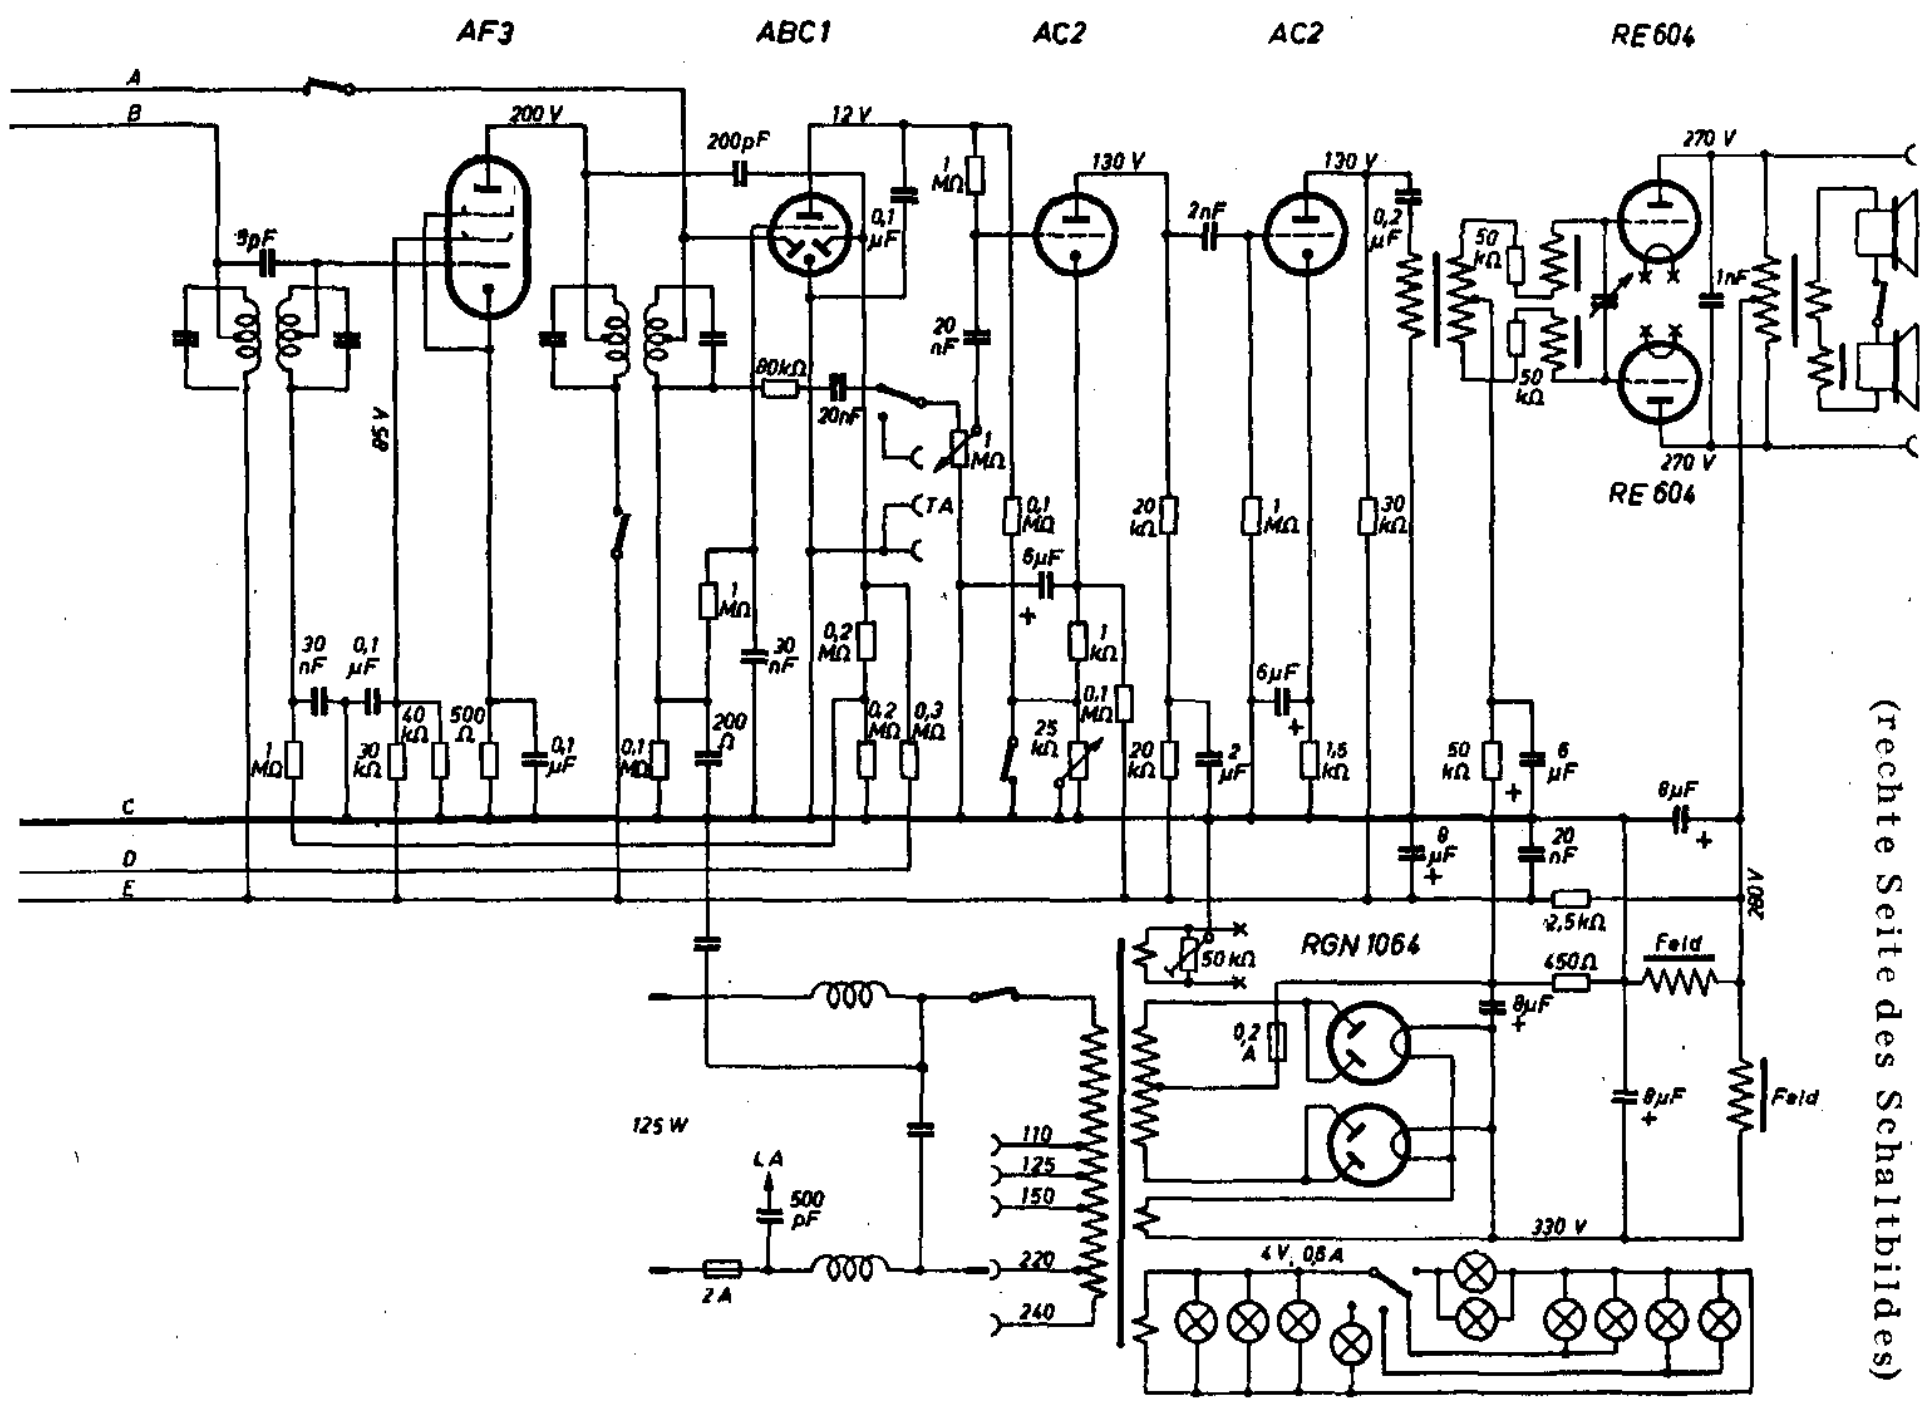 AF3 ABC1 AC2 AC2 RE 604
A
B
200 V
12 V
200pF
1
MΩ
130 V
130 V
270 V
0,1
µF
2nF
0,2
µF
50
kΩ
1nF
5pF
20
nF
80kΩ
20nF
50
kΩ
1
MΩ
85 V
270 V
RE 604
TA
0,1
MΩ
20
kΩ
1
MΩ
30
kΩ
6µF
+
1
MΩ
30
nF
0,1
µF
30
nF
0,2
MΩ
1
kΩ
6µF
+
0,1
MΩ
40
kΩ
500
Ω
200
Ω
0,2
MΩ
0,3
MΩ
25
kΩ
1
MΩ
30
kΩ
0,1
µF
0,1
MΩ
20
kΩ
2
µF
1,5
kΩ
50
kΩ
+
6
µF
8µF
+
C
8
µF
+
20
nF
D
E
280 V
2,5kΩ
RGN 1064
50 kΩ
450Ω
Feld
8µF
+
0,2
A
8µF
+
Feld
125 W
110
125
150
LA
500
pF
220
2A
240
330 V
4 V, 0,6A
(rechte Seite des Schaltbildes)